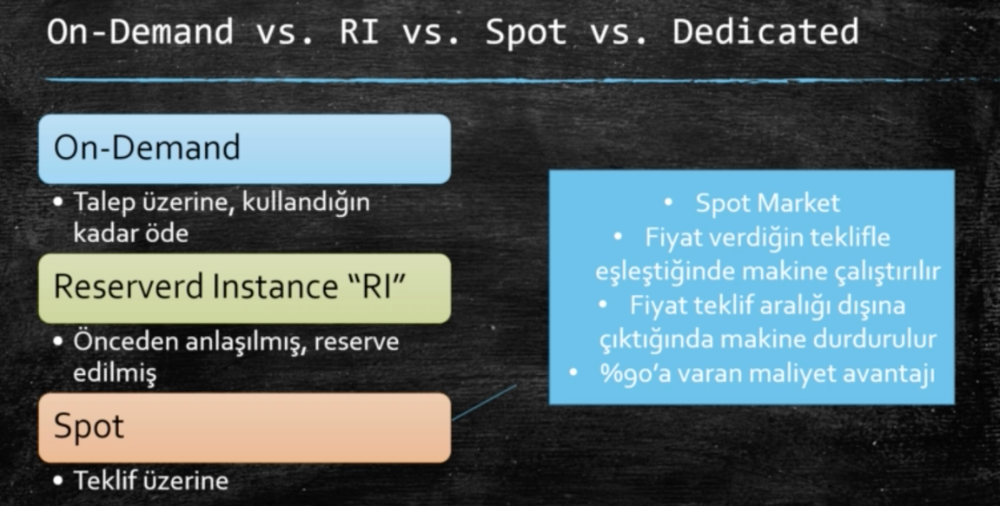 On-Demand vs. RI vs. Spot vs. Dedicated
On-Demand
• Talep üzerine, kullandığın
kadar öde
Reserverd Instance “RI”
• Önceden anlaşılmış, reserve
edilmiş
Spot
• Teklif üzerine
• Spot Market
• Fiyat verdiğin teklifle
eşleştiğinde makine çalıştırılır
• Fiyat teklif aralığı dışına
çıktığında makine durdurulur
• %90’a varan maliyet avantajı